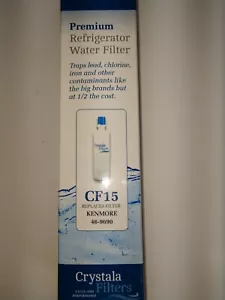 Premium
Refrigerator
Water Filter
Traps lead, chlorine,
iron and other
contaminants like
the big brands but
at 1/2 the cost.
CF15
REPLACES FILTER
KENMORE
46-9690
Crystala
Filters